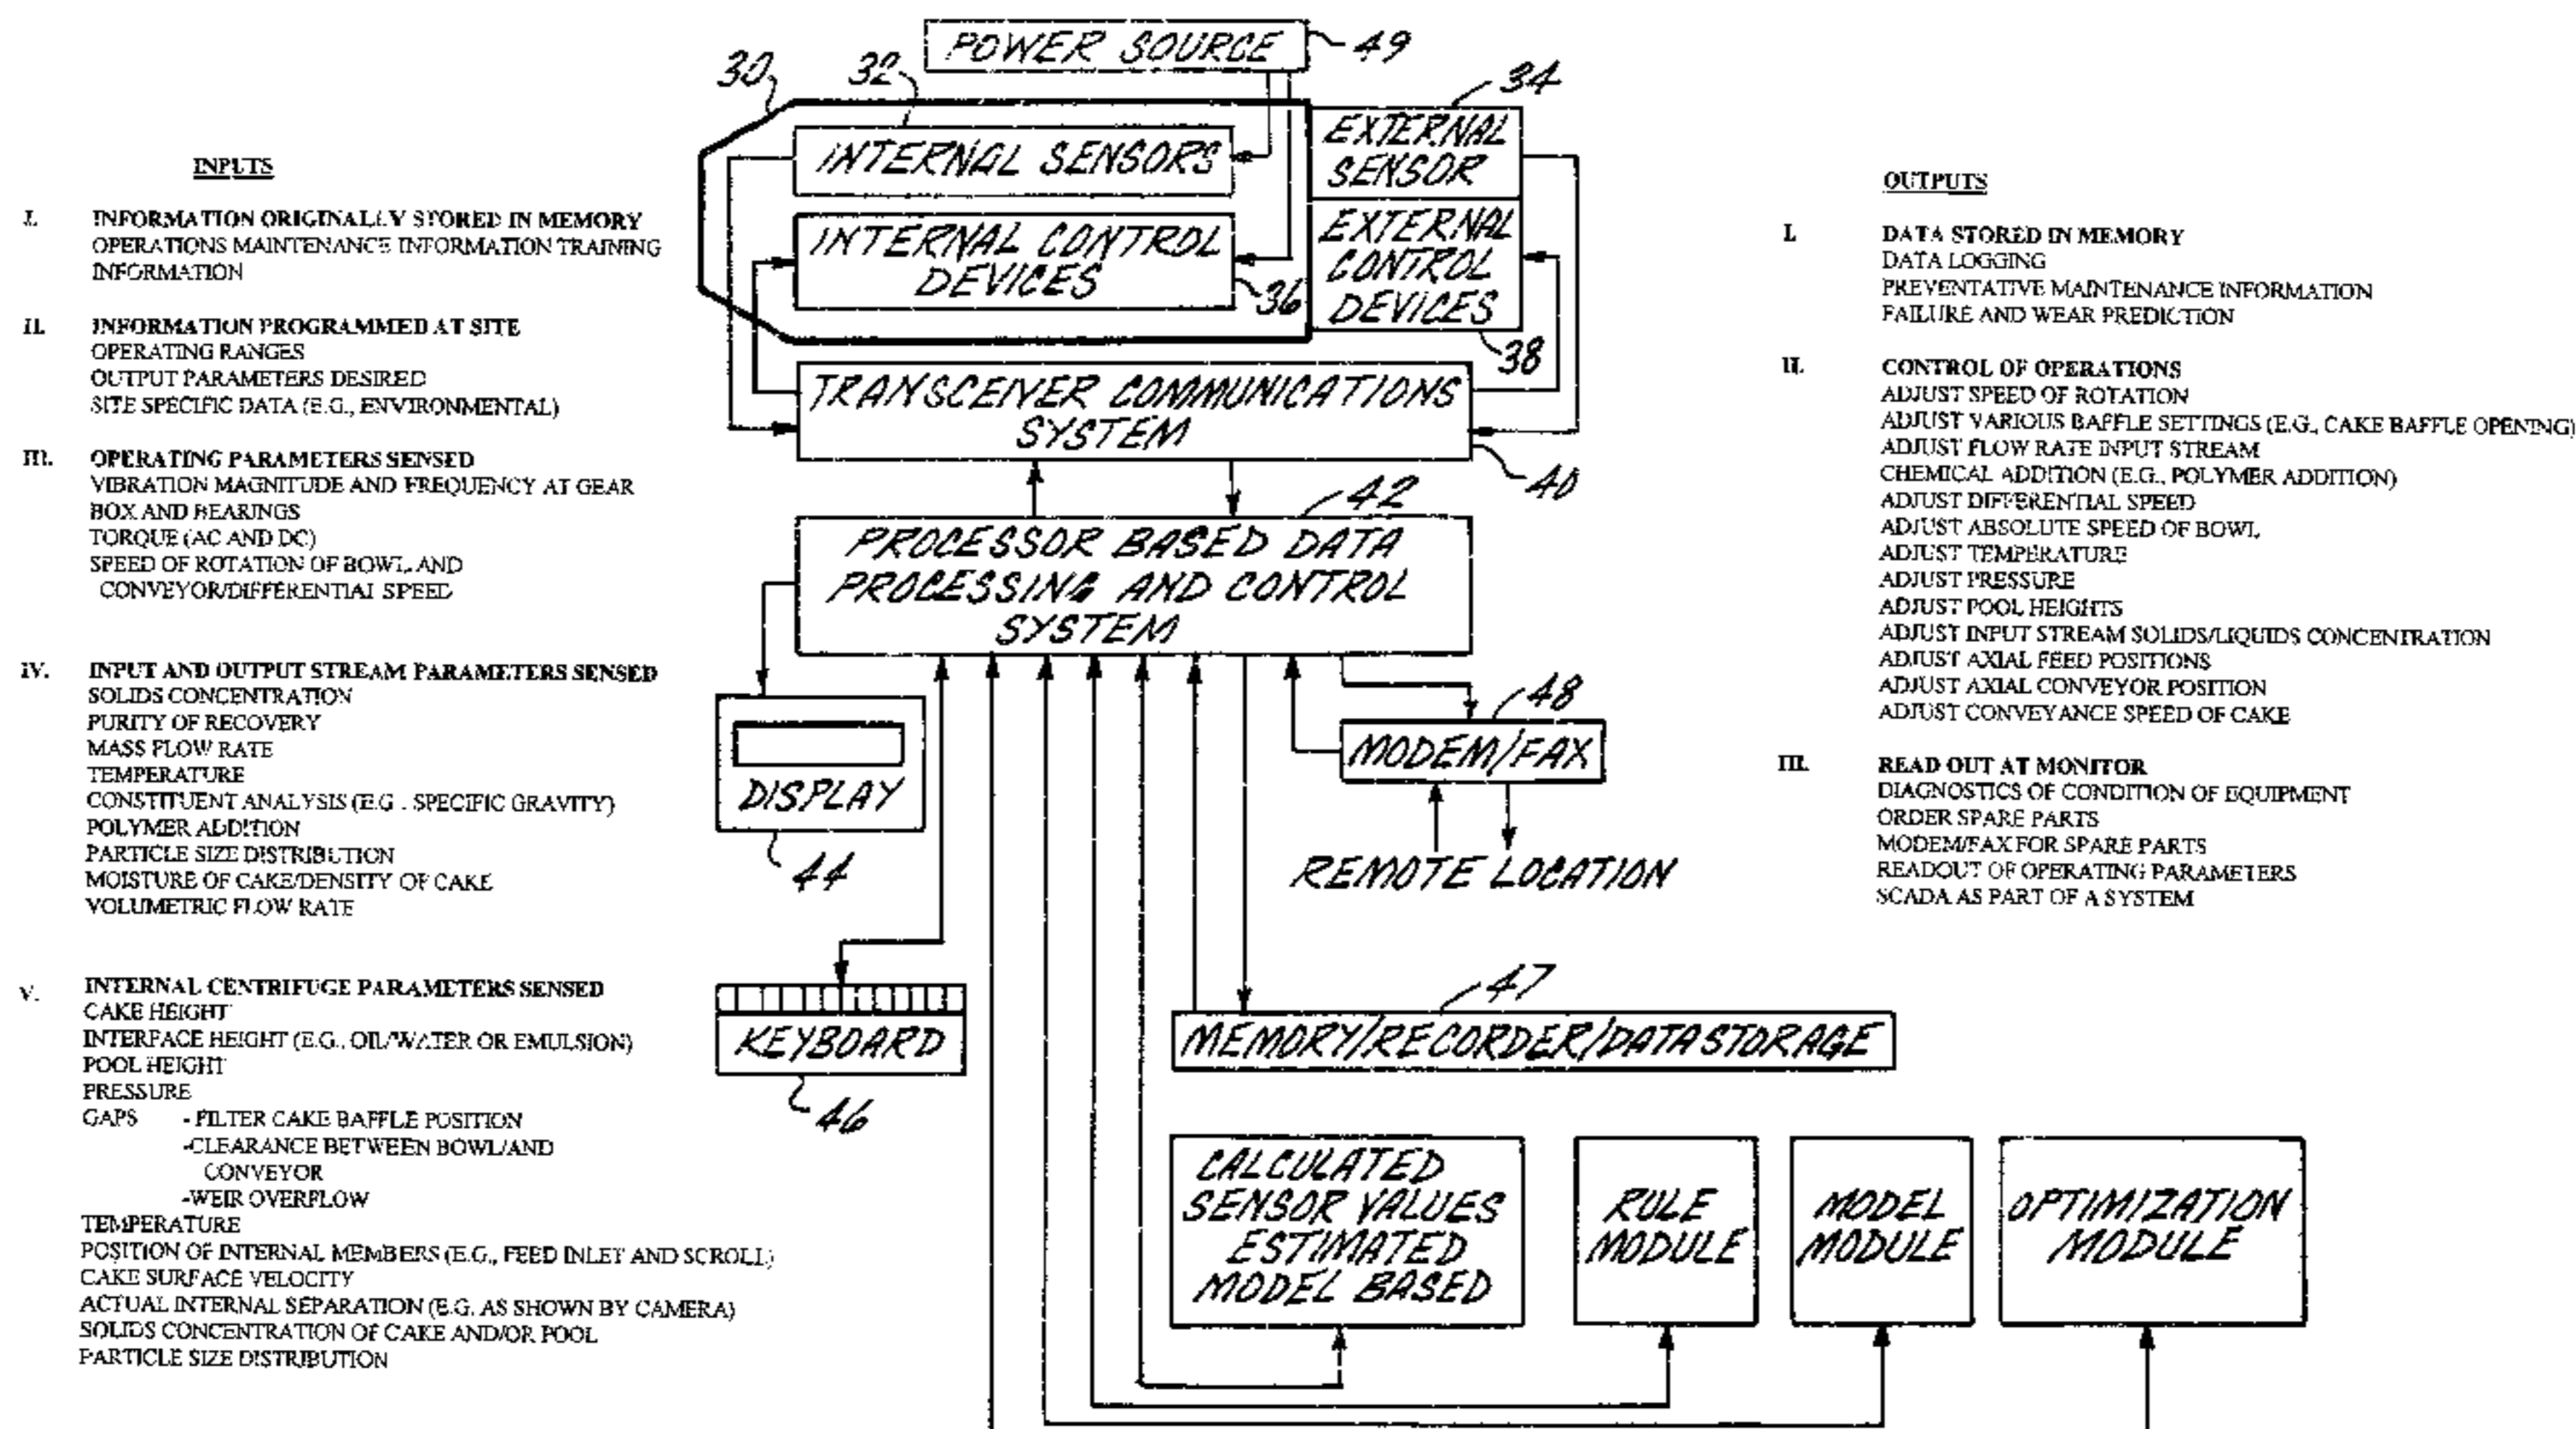 INPUTS
I. INFORMATION ORIGINALLY STORED IN MEMORY
OPERATIONS MAINTENANCE INFORMATION TRAINING
INFORMATION
II. INFORMATION PROGRAMMED AT SITE
OPERATING RANGES
OUTPUT PARAMETERS DESIRED
SITE SPECIFIC DATA (E.G., ENVIRONMENTAL)
III. OPERATING PARAMETERS SENSED
VIBRATION MAGNITUDE AND FREQUENCY AT GEAR
BOX AND BEARINGS
TORQUE (AC AND DC)
SPEED OF ROTATION OF BOWL AND
CONVEYOR/DIFFERENTIAL SPEED
IV. INPUT AND OUTPUT STREAM PARAMETERS SENSED
SOLIDS CONCENTRATION
PURITY OF RECOVERY
MASS FLOW RATE
TEMPERATURE
CONSTITUENT ANALYSIS (E.G. SPECIFIC GRAVITY)
POLYMER ADDITION
PARTICLE SIZE DISTRIBUTION
MOISTURE OF CAKE/DENSITY OF CAKE
VOLUMETRIC FLOW RATE
V. INTERNAL CENTRIFUGE PARAMETERS SENSED
CAKE HEIGHT
INTERFACE HEIGHT (E.G., OIL/WATER OR EMULSION)
POOL HEIGHT
PRESSURE
GAPS - FILTER CAKE BAFFLE POSITION
-CLEARANCE BETWEEN BOWL/AND
CONVEYOR
-WEIR OVERFLOW
TEMPERATURE
POSITION OF INTERNAL MEMBERS (E.G., FEED INLET AND SCROLL)
CAKE SURFACE VELOCITY
ACTUAL INTERNAL SEPARATION (E.G. AS SHOWN BY CAMERA)
SOLIDS CONCENTRATION OF CAKE AND/OR POOL
PARTICLE SIZE DISTRIBUTION
POWER SOURCE
49
30
32
34
INTERNAL SENSORS
EXTERNAL
SENSOR
INTERNAL CONTROL
DEVICES
36
EXTERNAL
CONTROL
DEVICES
38
TRANSCEIVER COMMUNICATIONS
SYSTEM
40
42
PROCESSOR BASED DATA
PROCESSING AND CONTROL
SYSTEM
DISPLAY
44
48
MODEM/FAX
REMOTE LOCATION
KEYBOARD
46
47
MEMORY/RECORDER/DATA STORAGE
CALCULATED
SENSOR VALUES
ESTIMATED
MODEL BASED
RULE
MODULE
MODEL
MODULE
OPTIMIZATION
MODULE
OUTPUTS
I. DATA STORED IN MEMORY
DATA LOGGING
PREVENTATIVE MAINTENANCE INFORMATION
FAILURE AND WEAR PREDICTION
II. CONTROL OF OPERATIONS
ADJUST SPEED OF ROTATION
ADJUST VARIOUS BAFFLE SETTINGS (E.G., CAKE BAFFLE OPENING)
ADJUST FLOW RATE INPUT STREAM
CHEMICAL ADDITION (E.G., POLYMER ADDITION)
ADJUST DIFFERENTIAL SPEED
ADJUST ABSOLUTE SPEED OF BOWL
ADJUST TEMPERATURE
ADJUST PRESSURE
ADJUST POOL HEIGHTS
ADJUST INPUT STREAM SOLIDS/LIQUIDS CONCENTRATION
ADJUST AXIAL FEED POSITIONS
ADJUST AXIAL CONVEYOR POSITION
ADJUST CONVEYANCE SPEED OF CAKE
III. READ OUT AT MONITOR
DIAGNOSTICS OF CONDITION OF EQUIPMENT
ORDER SPARE PARTS
MODEM/FAX FOR SPARE PARTS
READOUT OF OPERATING PARAMETERS
SCADA AS PART OF A SYSTEM